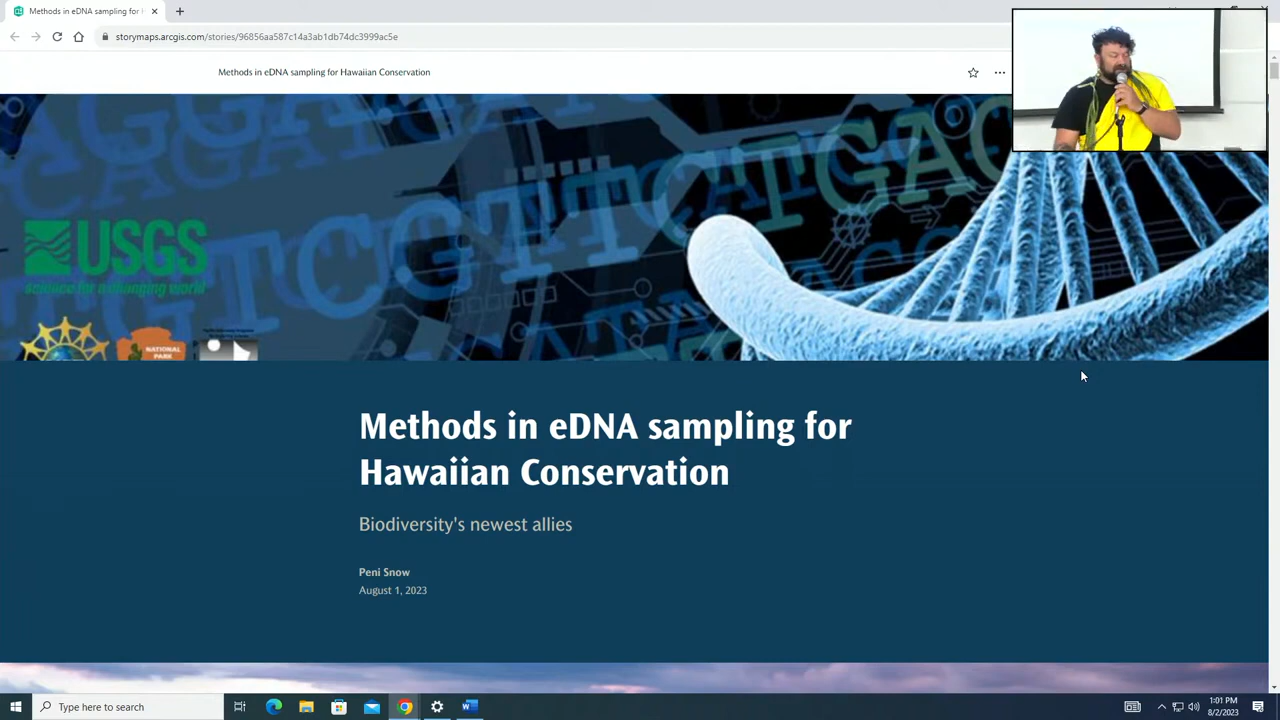 Methods in eDNA sampling for H
storymaps.arcgis.com/stories/96856aa587c14a3ab1db74dc3999ac5e
Methods in eDNA sampling for Hawaiian Conservation
USGS
science for a changing world
NATIONAL
PARK
Methods in eDNA sampling for
Hawaiian Conservation
Biodiversity's newest allies
Peni Snow
August 1, 2023
Type here to search
1:01 PM
8/2/2023